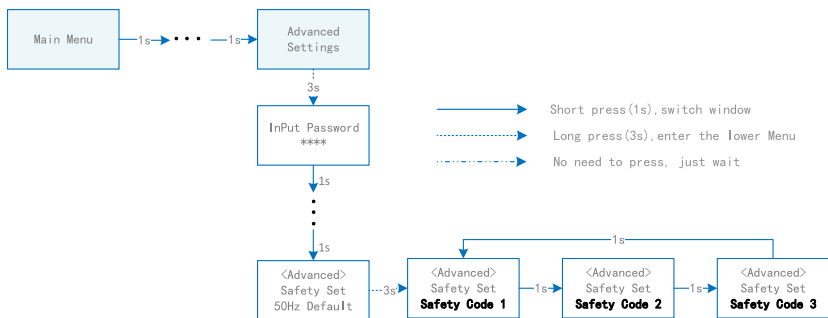 Main Menu
1s
•••
1s
Advanced
Settings
3s
InPut Password
****
1s
1s
<Advanced>
Safety Set
50Hz Default
3s
<Advanced>
Safety Set
Safety Code 1
1s
<Advanced>
Safety Set
Safety Code 2
1s
<Advanced>
Safety Set
Safety Code 3
1s
Short press(1s),switch window
Long press(3s),enter the lower Menu
No need to press, just wait